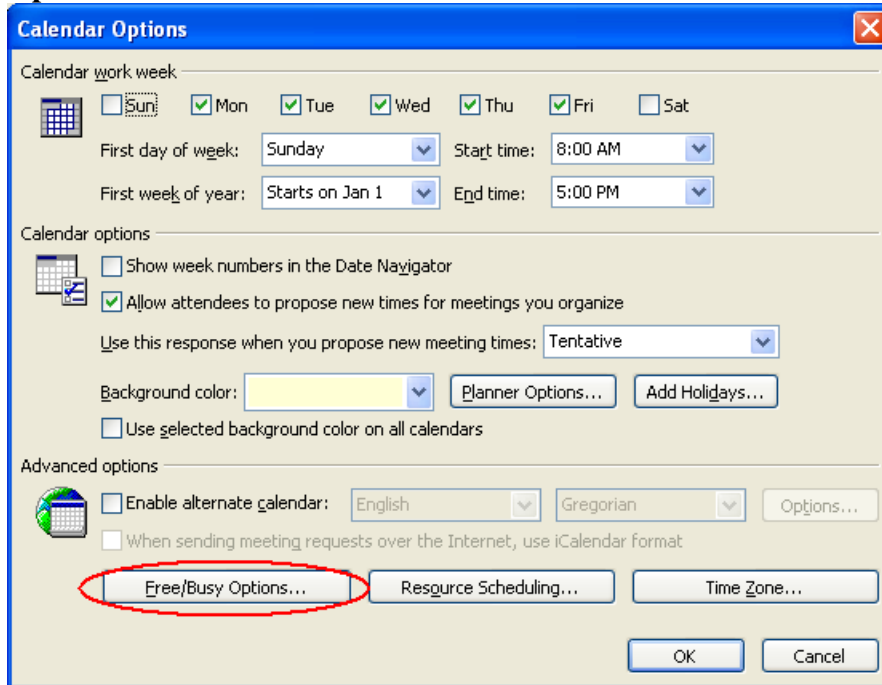 Calendar Options
Calendar work week
Sun Mon Tue Wed Thu Fri Sat
First day of week: Sunday Start time: 8:00 AM
First week of year: Starts on Jan 1 End time: 5:00 PM
Calendar options
Show week numbers in the Date Navigator
Allow attendees to propose new times for meetings you organize
Use this response when you propose new meeting times: Tentative
Background color: Planner Options... Add Holidays...
Use selected background color on all calendars
Advanced options
Enable alternate calendar: English Gregorian Options...
When sending meeting requests over the Internet, use iCalendar format
Free/Busy Options... Resource Scheduling... Time Zone...
OK Cancel